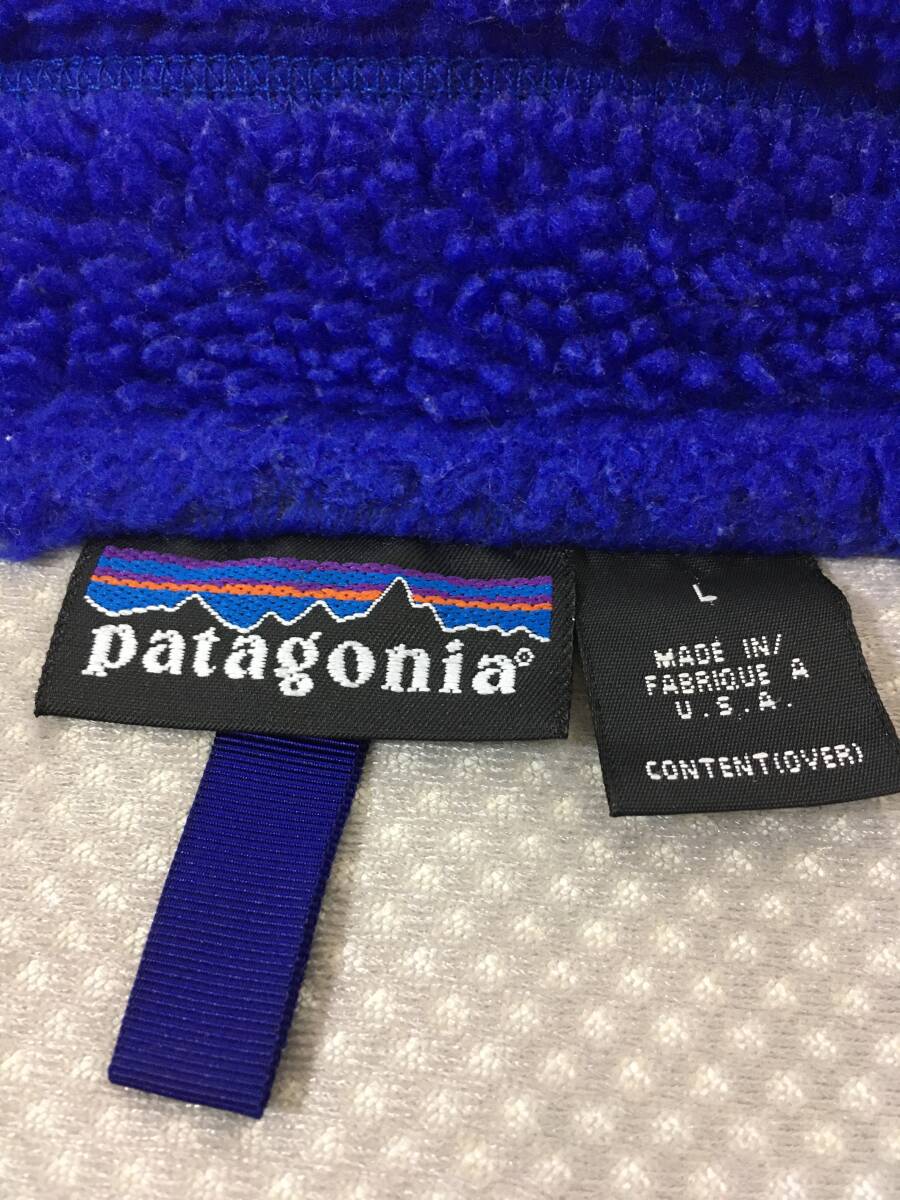 patagonia®
L
MADE IN/
FABRIQUE A
U.S.A.
CONTENT(OVER)